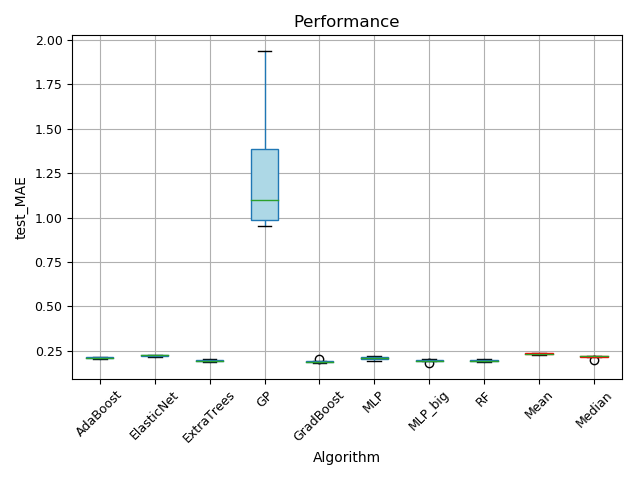 Performance
2.00
1.75
1.50
1.25
1.00
0.75
0.50
0.25
test_MAE
AdaBoost
ElasticNet
ExtraTrees
GP
GradBoost
MLP
MLP_big
RF
Mean
Median
Algorithm